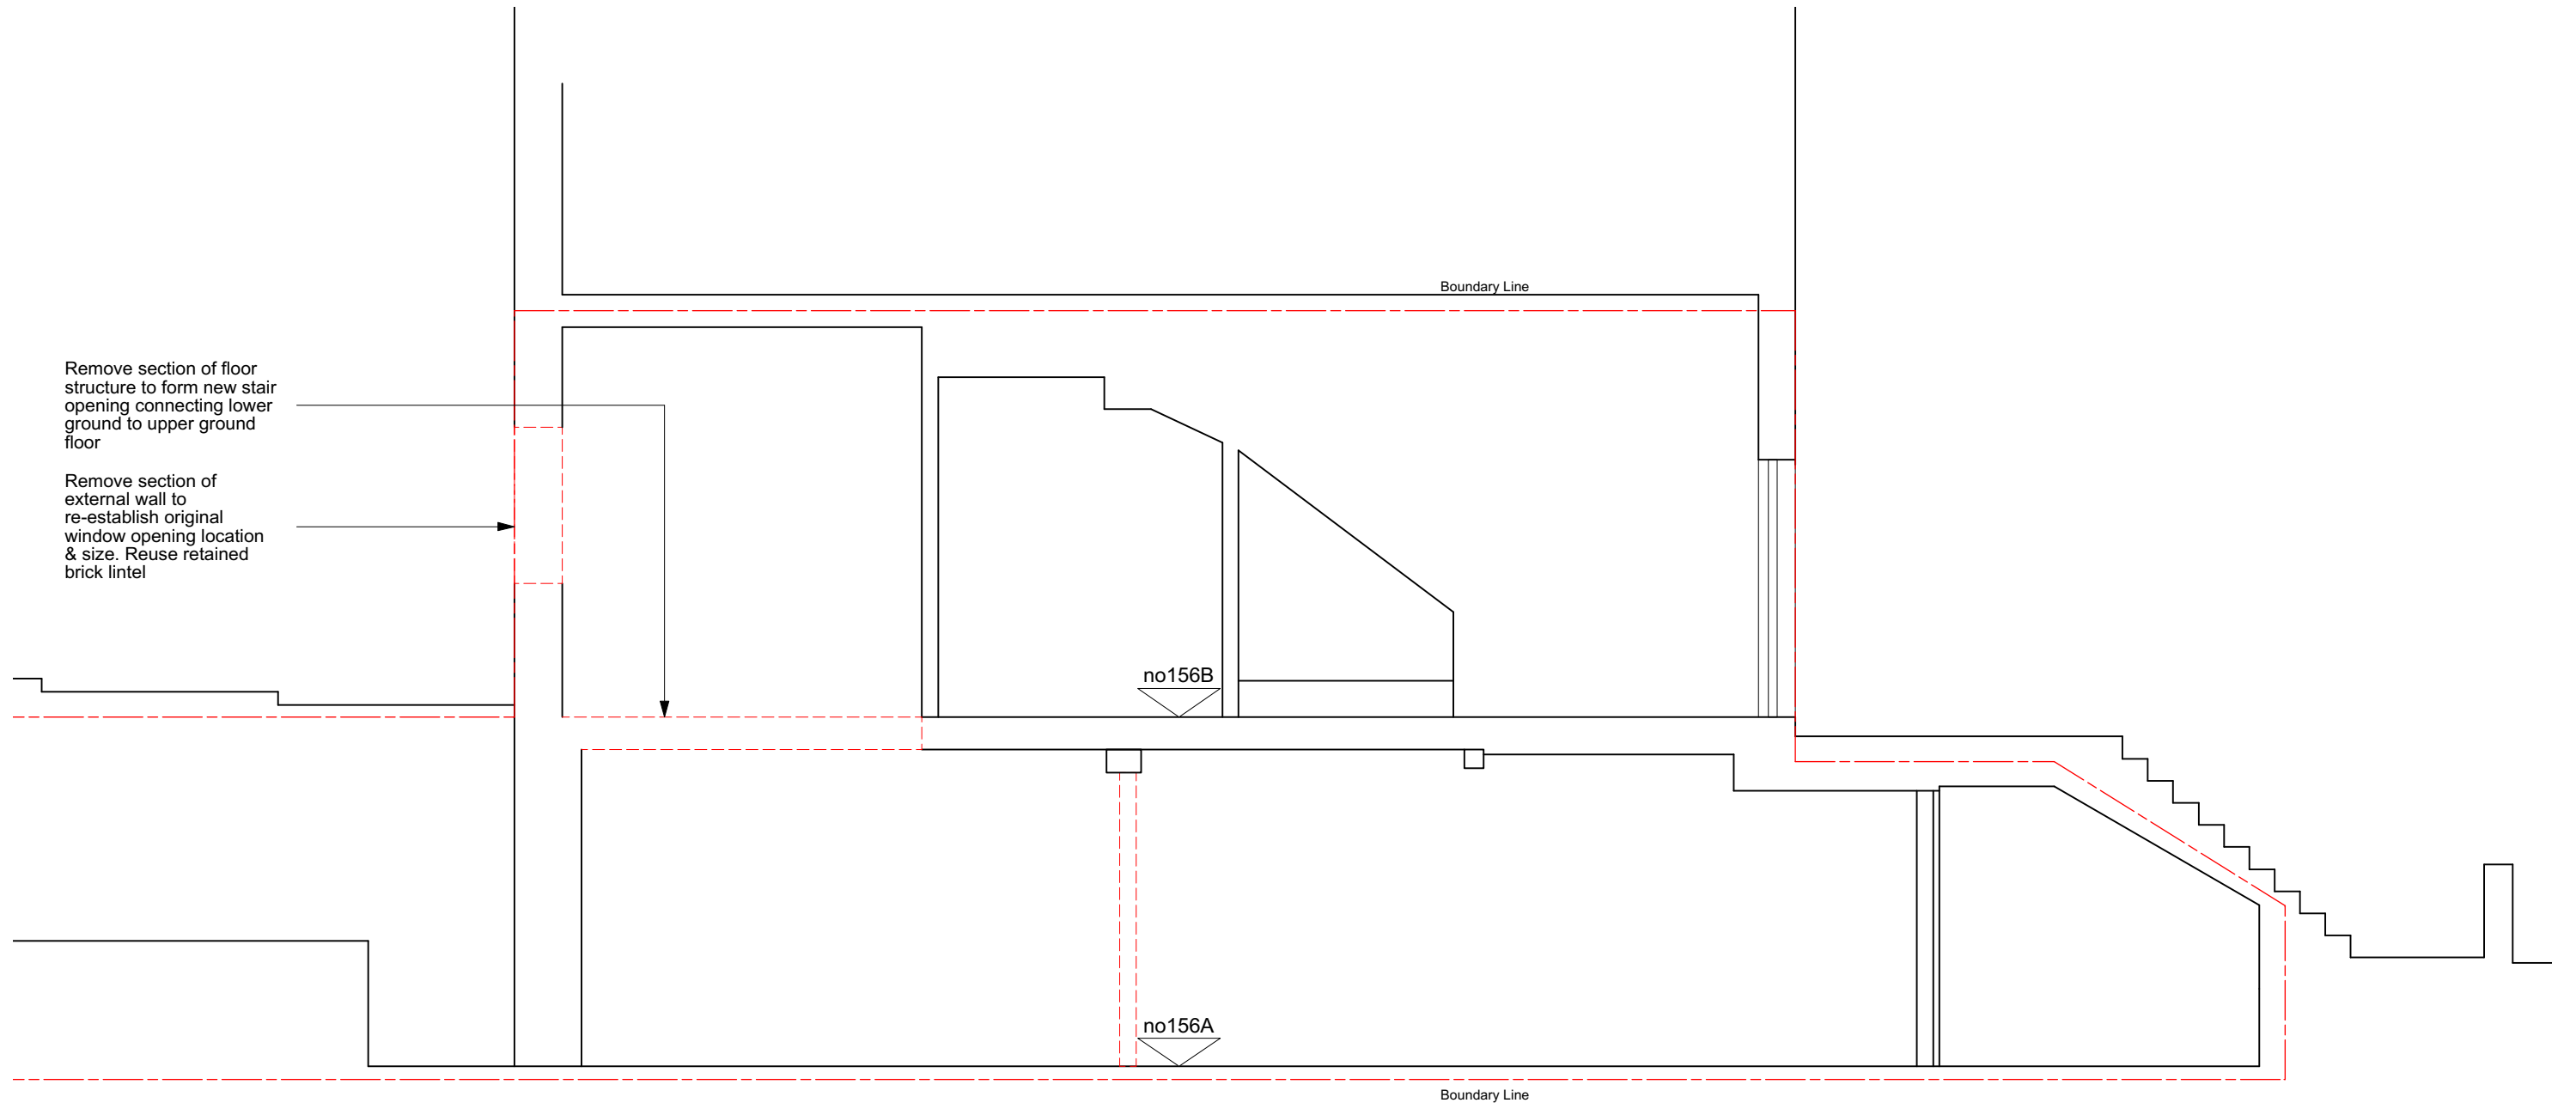 Boundary Line
Remove section of floor
structure to form new stair
opening connecting lower
ground to upper ground
floor
Remove section of
external wall to
re-establish original
window opening location
& size. Reuse retained
brick lintel
no156B
no156A
Boundary Line